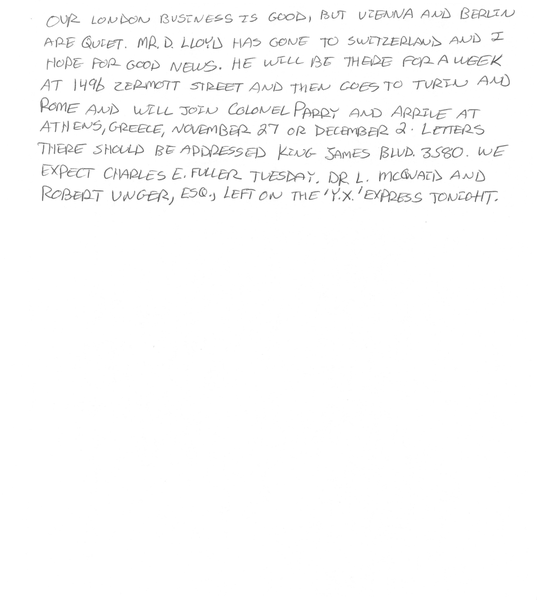 OUR LONDON BUSINESS IS GOOD, BUT VIENNA AND BERLIN
ARE QUIET. MR. D. LLOYD HAS GONE TO SWITZERLAND AND I
HOPE FOR GOOD NEWS. HE WILL BE THERE FOR A WEEK
AT 1496 ZERMOTT STREET AND THEN GOES TO TURIN AND
ROME AND WILL JOIN COLONEL PARRY AND ARRIVE AT
ATHENS, GREECE, NOVEMBER 27 OR DECEMBER 2. LETTERS
THERE SHOULD BE ADDRESSED KING JAMES BLVD. 3580. WE
EXPECT CHARLES E. FULLER TUESDAY. DR. L. MCQUAID AND
ROBERT UNGER, ESQ., LEFT ON THE 'Y.X.' EXPRESS TONIGHT.